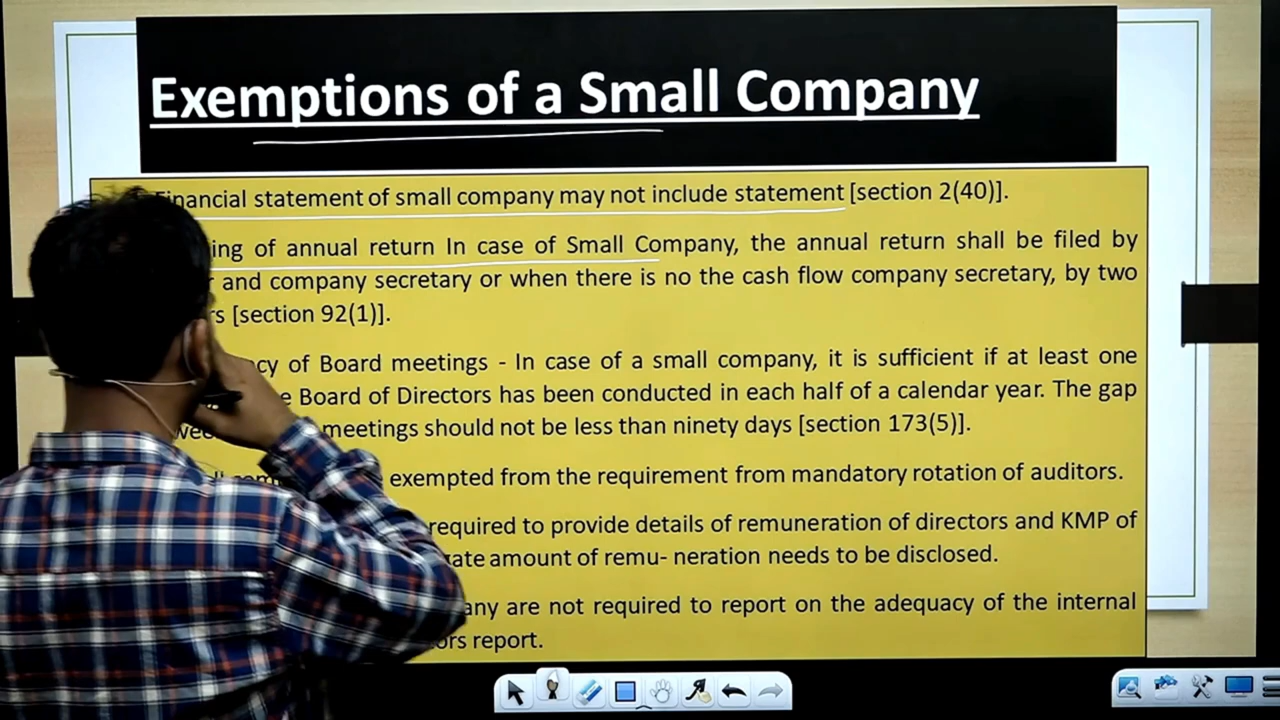 Exemptions of a Small Company
Financial statement of small company may not include statement [section 2(40)].
of annual return In case of Small Company, the annual return shall be filed by
and company secretary or when there is no the cash flow company secretary, by two
[section 92(1)].
of Board meetings - In case of a small company, it is sufficient if at least one
Board of Directors has been conducted in each half of a calendar year. The gap
meetings should not be less than ninety days [section 173(5)].
exempted from the requirement from mandatory rotation of auditors.
required to provide details of remuneration of directors and KMP of
amount of remu- neration needs to be disclosed.
are not required to report on the adequacy of the internal
report.